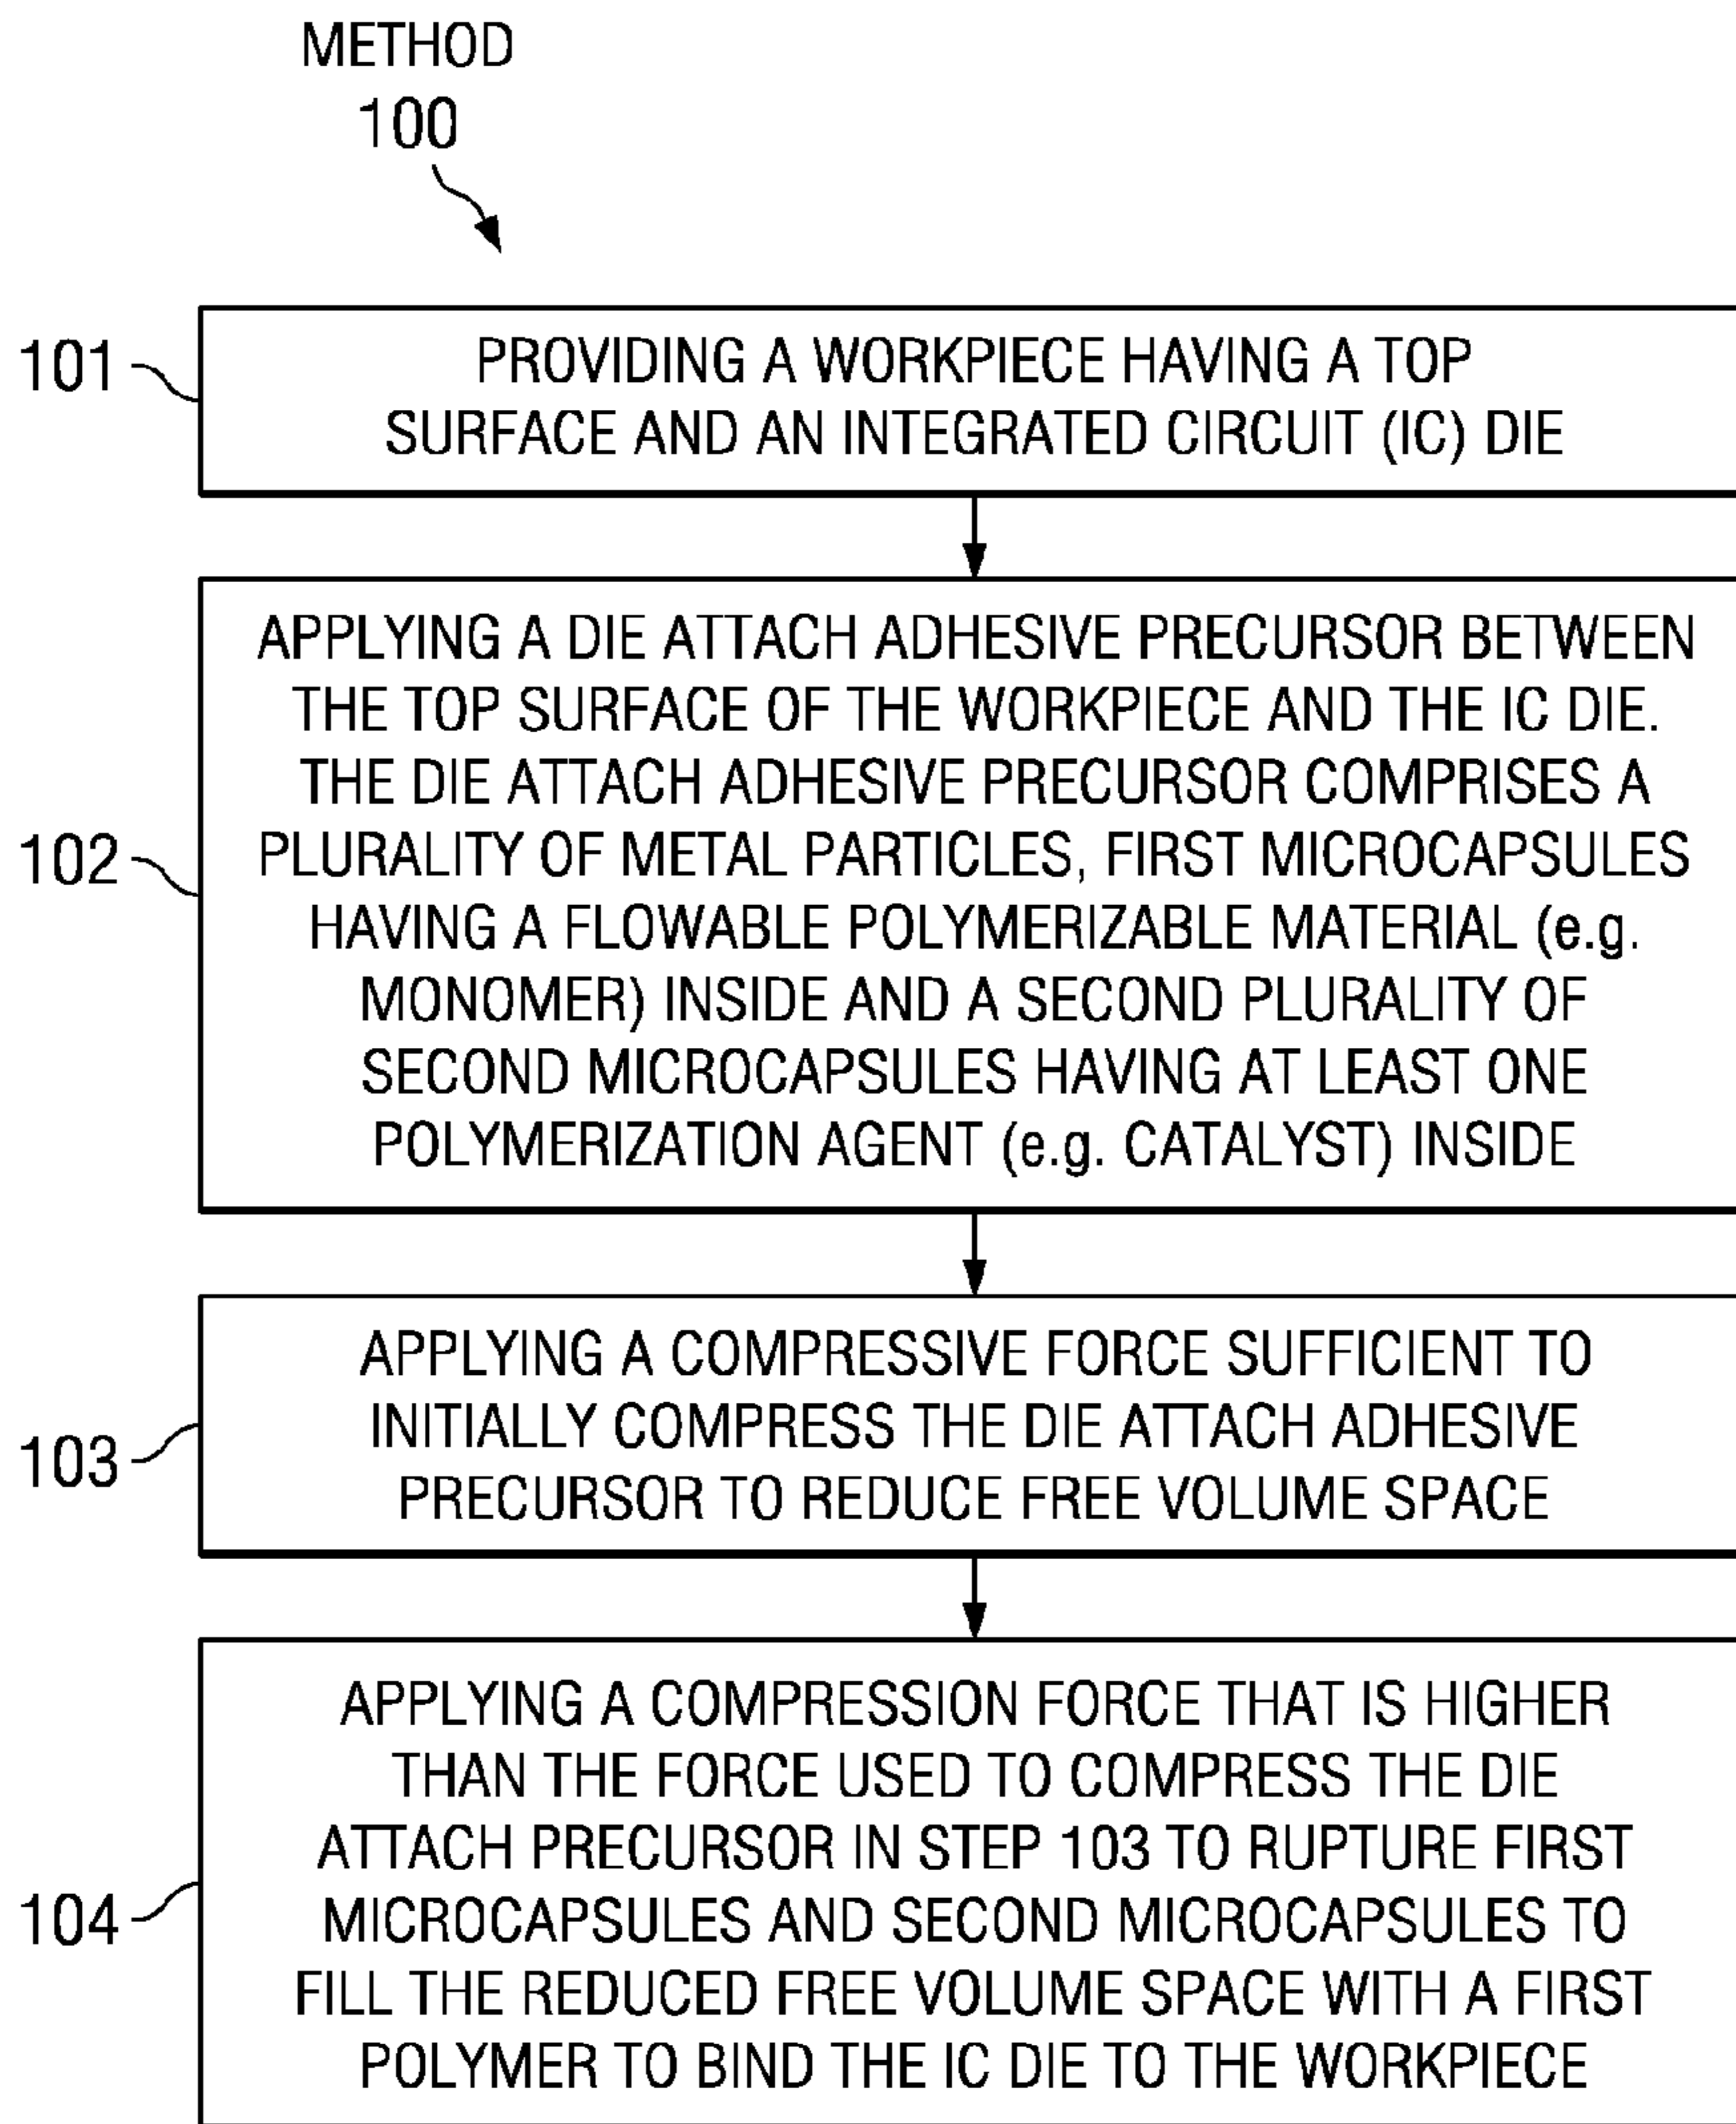 METHOD
100
101
PROVIDING A WORKPIECE HAVING A TOP
SURFACE AND AN INTEGRATED CIRCUIT (IC) DIE
102
APPLYING A DIE ATTACH ADHESIVE PRECURSOR BETWEEN
THE TOP SURFACE OF THE WORKPIECE AND THE IC DIE.
THE DIE ATTACH ADHESIVE PRECURSOR COMPRISES A
PLURALITY OF METAL PARTICLES, FIRST MICROCAPSULES
HAVING A FLOWABLE POLYMERIZABLE MATERIAL (e.g.
MONOMER) INSIDE AND A SECOND PLURALITY OF
SECOND MICROCAPSULES HAVING AT LEAST ONE
POLYMERIZATION AGENT (e.g. CATALYST) INSIDE
103
APPLYING A COMPRESSIVE FORCE SUFFICIENT TO
INITIALLY COMPRESS THE DIE ATTACH ADHESIVE
PRECURSOR TO REDUCE FREE VOLUME SPACE
104
APPLYING A COMPRESSION FORCE THAT IS HIGHER
THAN THE FORCE USED TO COMPRESS THE DIE
ATTACH PRECURSOR IN STEP 103 TO RUPTURE FIRST
MICROCAPSULES AND SECOND MICROCAPSULES TO
FILL THE REDUCED FREE VOLUME SPACE WITH A FIRST
POLYMER TO BIND THE IC DIE TO THE WORKPIECE